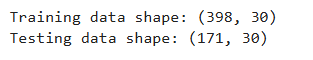 Training data shape: (398, 30)
Testing data shape: (171, 30)